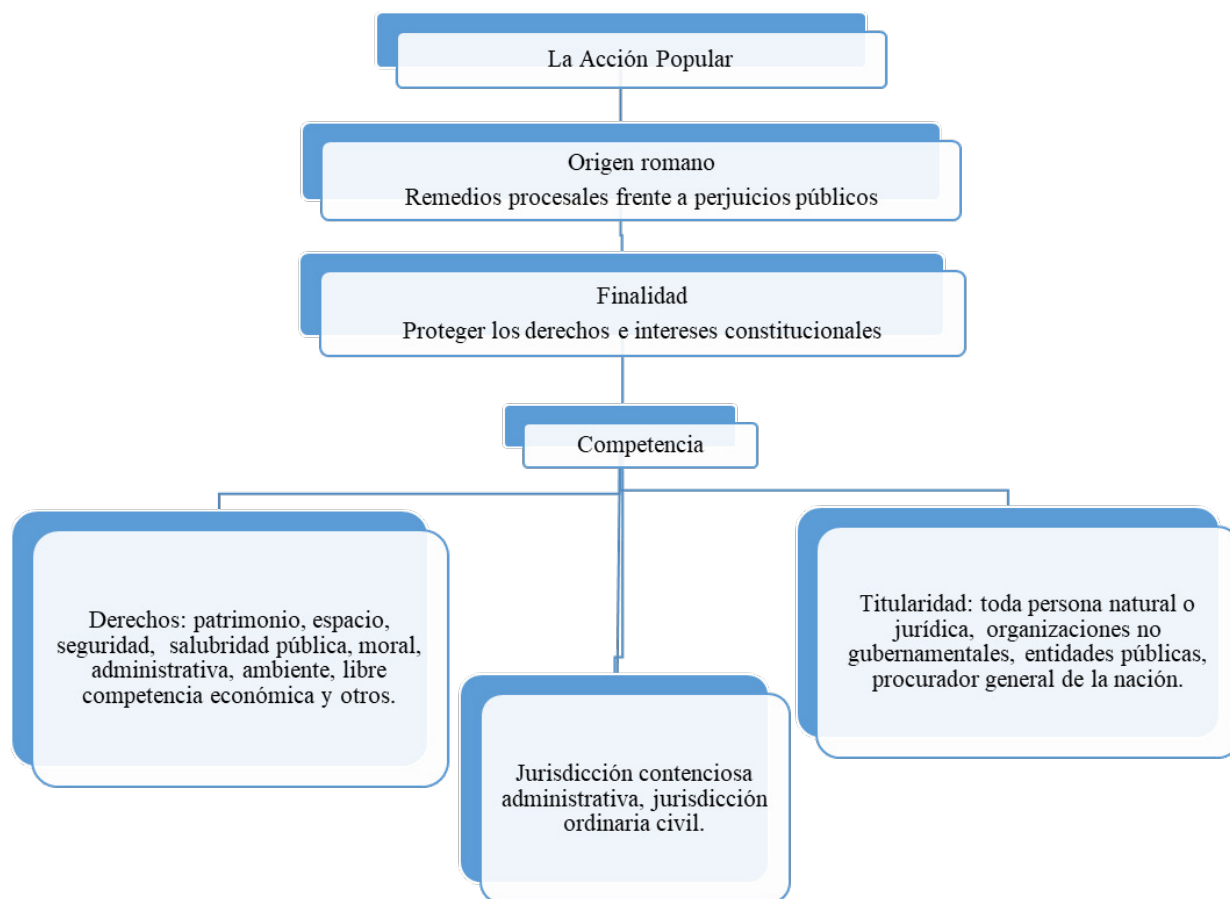 La Acción Popular
Origen romano
Remedios procesales frente a perjuicios públicos
Finalidad
Proteger los derechos e intereses constitucionales
Competencia
Derechos: patrimonio, espacio,
seguridad, salubridad pública, moral,
administrativa, ambiente, libre
competencia económica y otros.
Jurisdicción contenciosa
administrativa, jurisdicción
ordinaria civil.
Titularidad: toda persona natural o
jurídica, organizaciones no
gubernamentales, entidades públicas,
procurador general de la nación.